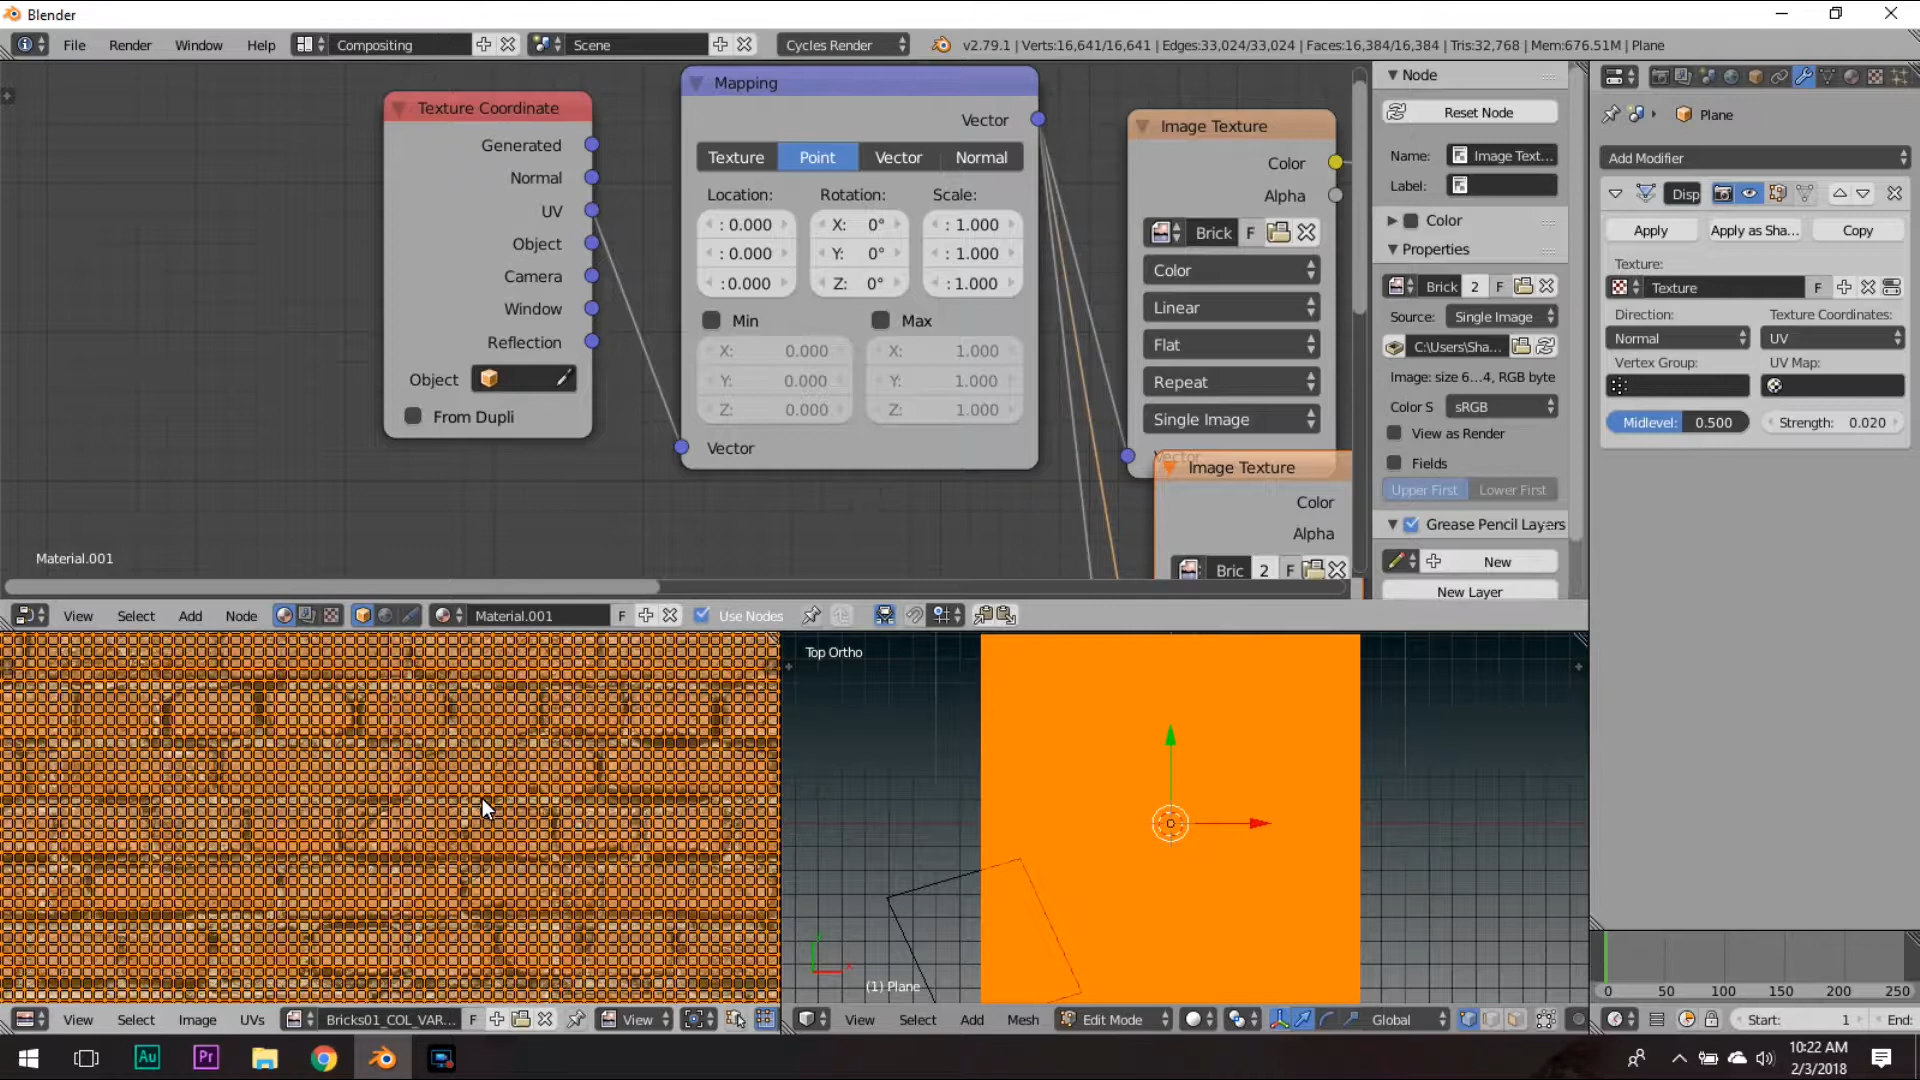 Blender
File Render Window Help Compositing Scene Cycles Render v2.79.1 | Verts:16,641/16,641 | Edges:33,024/33,024 | Faces:16,384/16,384 | Tris:32,768 | Mem:676.51M | Plane
Texture Coordinate
Generated
Normal
UV
Object
Camera
Window
Reflection
Object
From Dupli
Mapping
Vector
Texture Point Vector Normal
Location: Rotation: Scale:
: 0.000 X: 0° : 1.000
: 0.000 Y: 0° : 1.000
: 0.000 Z: 0° : 1.000
Min Max
X: 0.000 X: 1.000
Y: 0.000 Y: 1.000
Z: 0.000 Z: 1.000
Vector
Image Texture
Color
Alpha
Brick F
Color
Linear
Flat
Repeat
Single Image
Vector
Image Texture
Color
Alpha
Bric 2 F
Material.001
Node
Reset Node
Name: Image Text...
Label:
Color
Properties
Brick 2 F
Source: Single Image
C:\Users\Sha...
Image: size 6...4, RGB byte
Color S sRGB
View as Render
Fields
Upper First Lower First
Grease Pencil Layers
New
New Layer
Plane
Add Modifier
Disp
Apply Apply as Sha... Copy
Texture:
Texture F
Direction: Texture Coordinates:
Normal UV
Vertex Group: UV Map:
Midlevel: 0.500 Strength: 0.020
View Select Add Node Material.001 F Use Nodes
Top Ortho
(1) Plane
View Select Image UVs Bricks01_COL_VAR... F View
View Select Add Mesh Edit Mode Global
0 50 100 150 200 250
Start: 1 End:
Au Pr
10:22 AM
2/3/2018